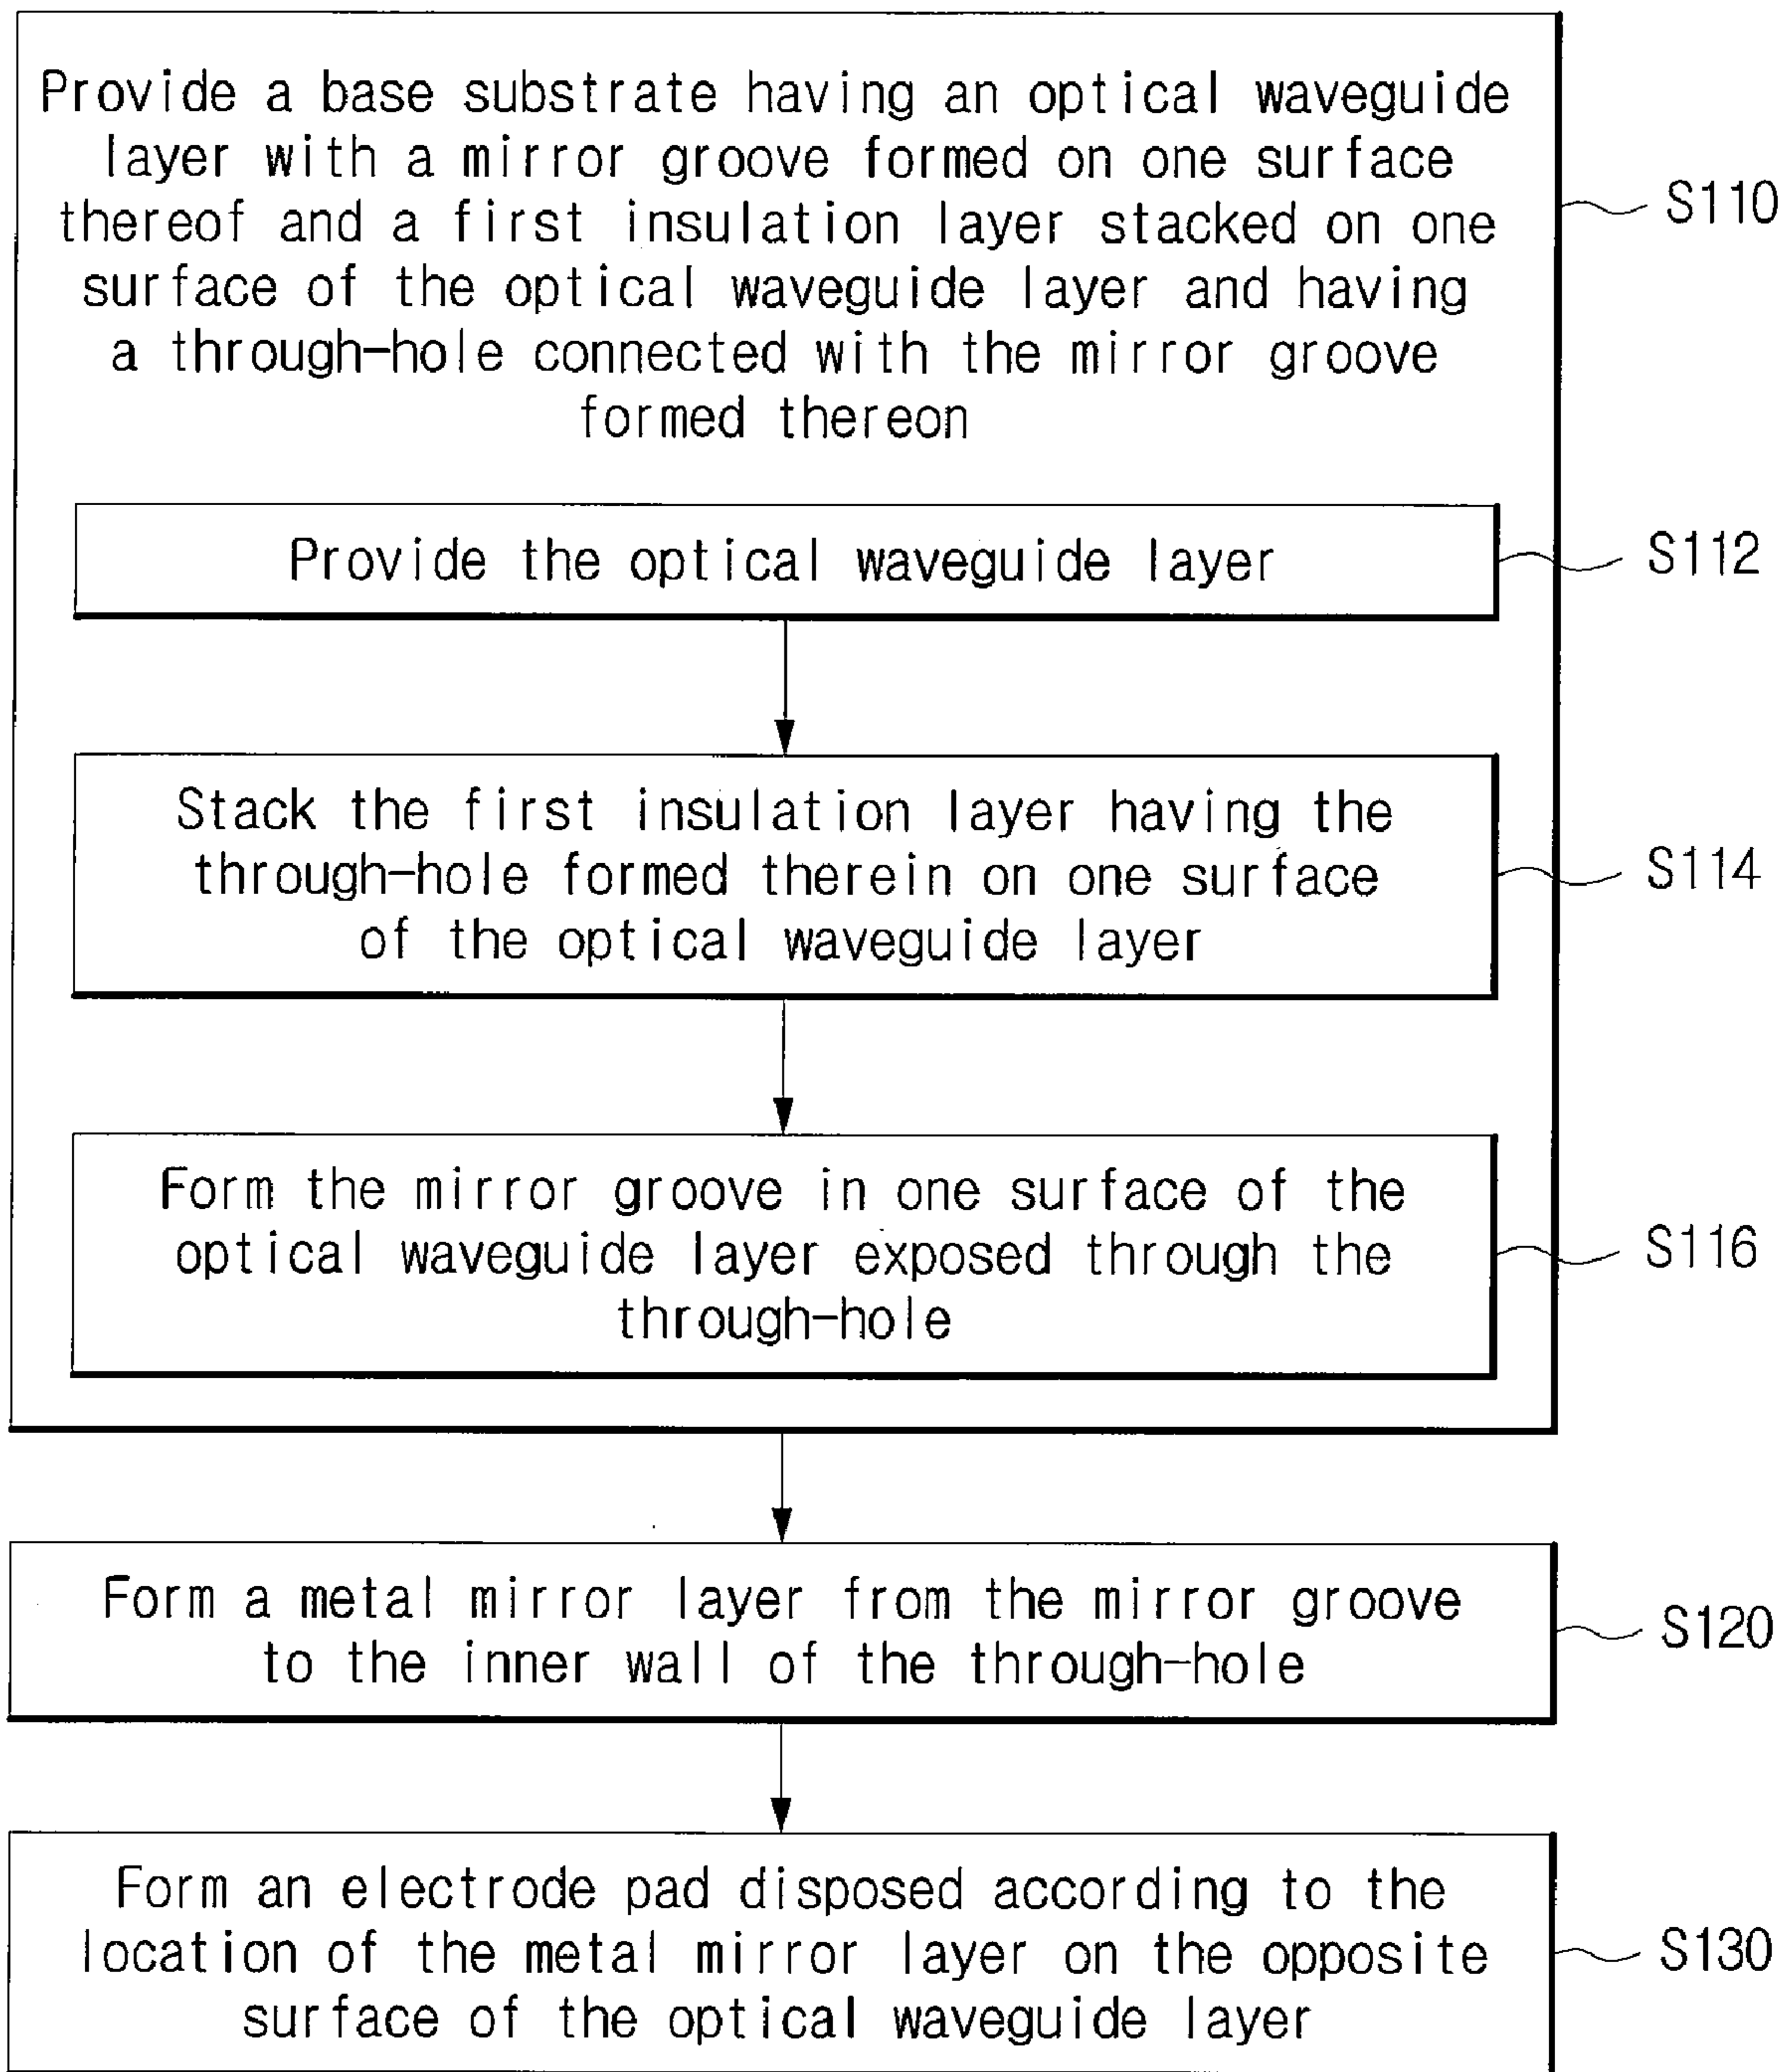 Provide a base substrate having an optical waveguide
layer with a mirror groove formed on one surface
thereof and a first insulation layer stacked on one
surface of the optical waveguide layer and having
a through-hole connected with the mirror groove
formed thereon
S110
Provide the optical waveguide layer
S112
Stack the first insulation layer having the
through-hole formed therein on one surface
of the optical waveguide layer
S114
Form the mirror groove in one surface of the
optical waveguide layer exposed through the
through-hole
S116
Form a metal mirror layer from the mirror groove
to the inner wall of the through-hole
S120
Form an electrode pad disposed according to the
location of the metal mirror layer on the opposite
surface of the optical waveguide layer
S130